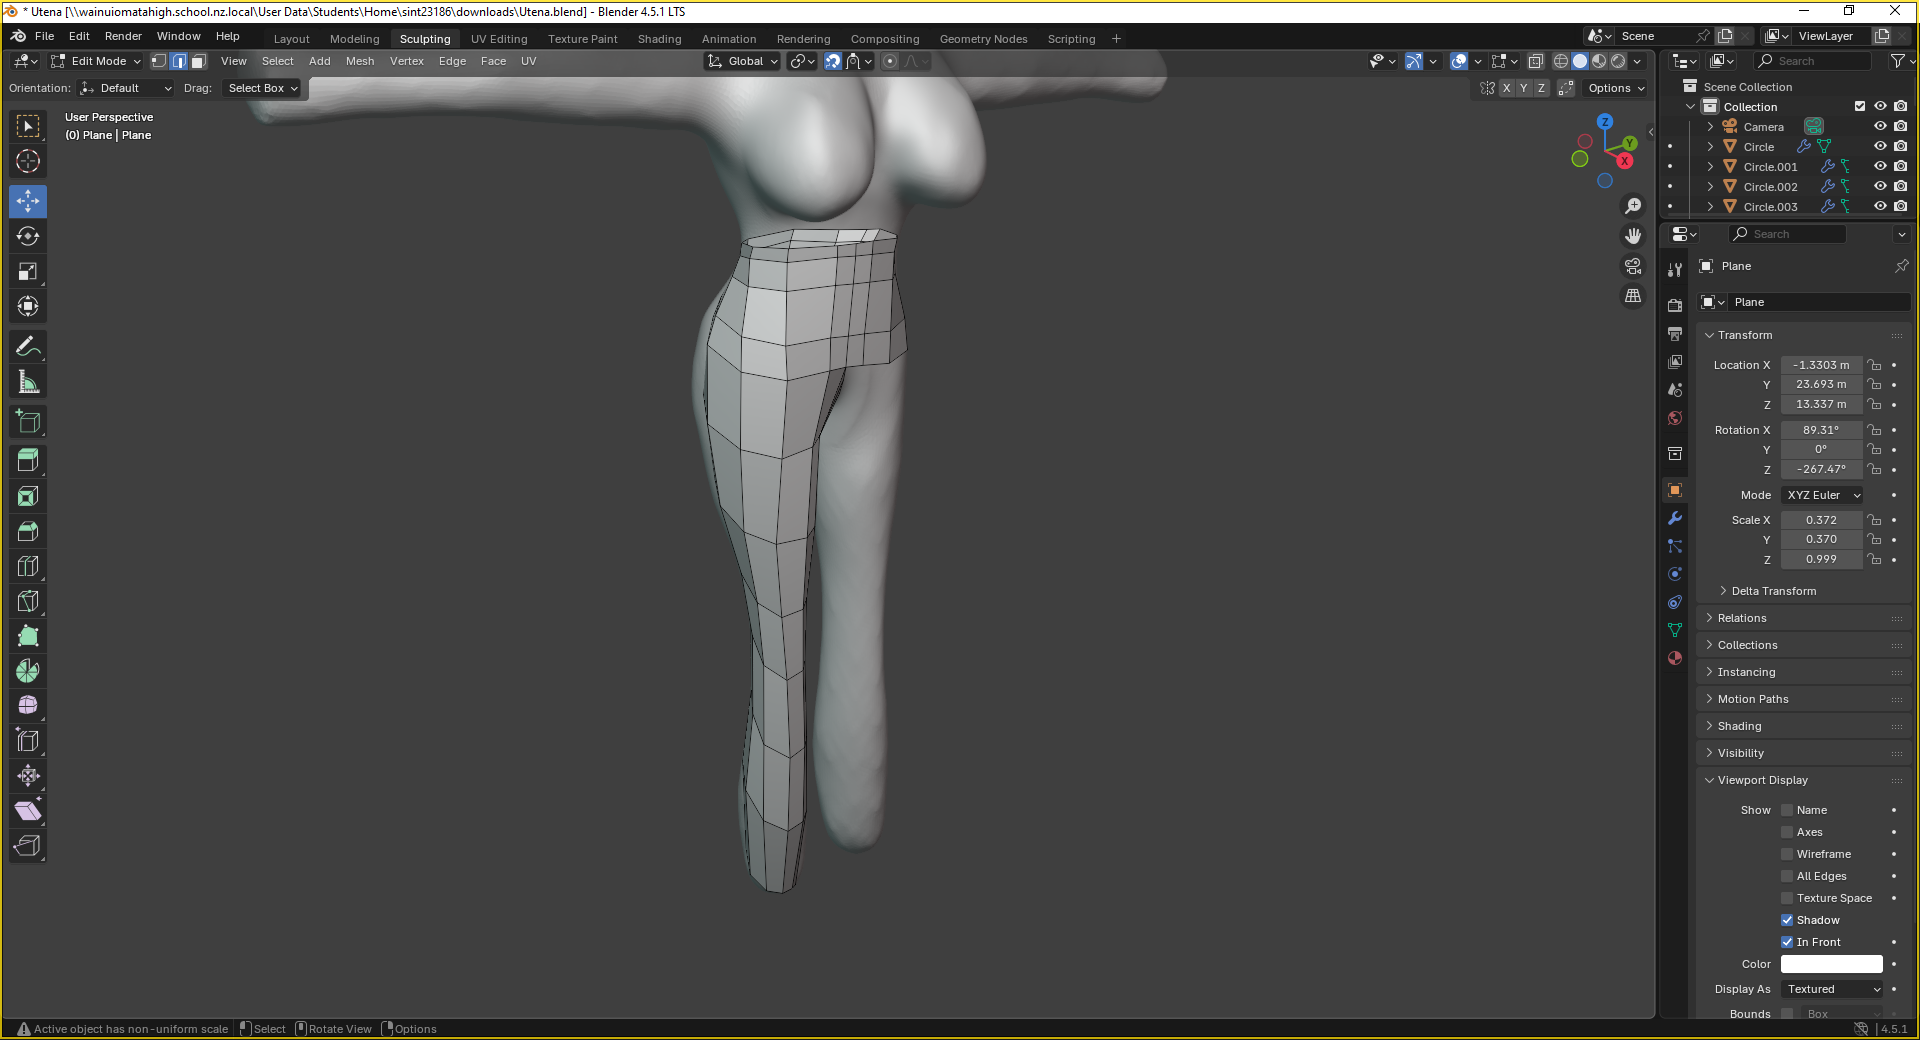 * Utena [\\wainuiomatahigh.school.nz.local\User Data\Students\Home\sint23186\downloads\Utena.blend] - Blender 4.5.1 LTS
File Edit Render Window Help Layout Modeling Sculpting UV Editing Texture Paint Shading Animation Rendering Compositing Geometry Nodes Scripting + Scene ViewLayer
Edit Mode View Select Add Mesh Vertex Edge Face UV Global Search
Orientation: Default Drag: Select Box X Y Z Options
User Perspective
(0) Plane | Plane
Z
Y
X
Scene Collection
Collection
Camera
Circle
Circle.001
Circle.002
Circle.003
Search
Plane
Plane
Transform
Location X -1.3303 m
Y 23.693 m
Z 13.337 m
Rotation X 89.31°
Y 0°
Z -267.47°
Mode XYZ Euler
Scale X 0.372
Y 0.370
Z 0.999
Delta Transform
Relations
Collections
Instancing
Motion Paths
Shading
Visibility
Viewport Display
Show Name
Axes
Wireframe
All Edges
Texture Space
Shadow
In Front
Color
Display As Textured
Bounds Box
Active object has non-uniform scale Select Rotate View Options 4.5.1